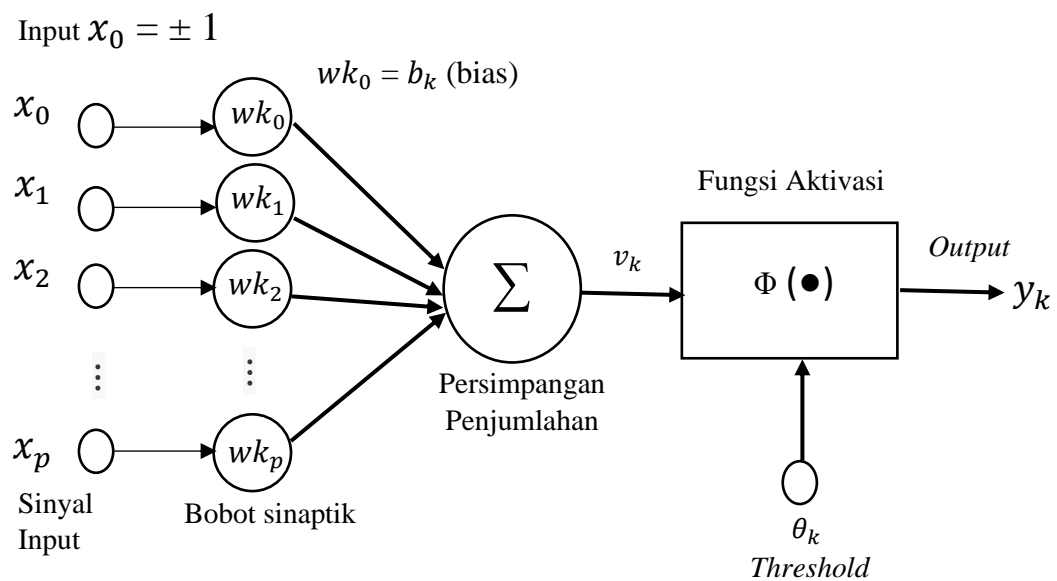 Input x₀ = ± 1
wk₀ = bₖ (bias)
x₀
wk₀
x₁
wk₁
Fungsi Aktivasi
x₂
wk₂
Σ
vₖ
Φ (●)
Output
yₖ
⋮
⋮
Persimpangan
Penjumlahan
xₚ
wkₚ
Sinyal
Input
Bobot sinaptik
θₖ
Threshold